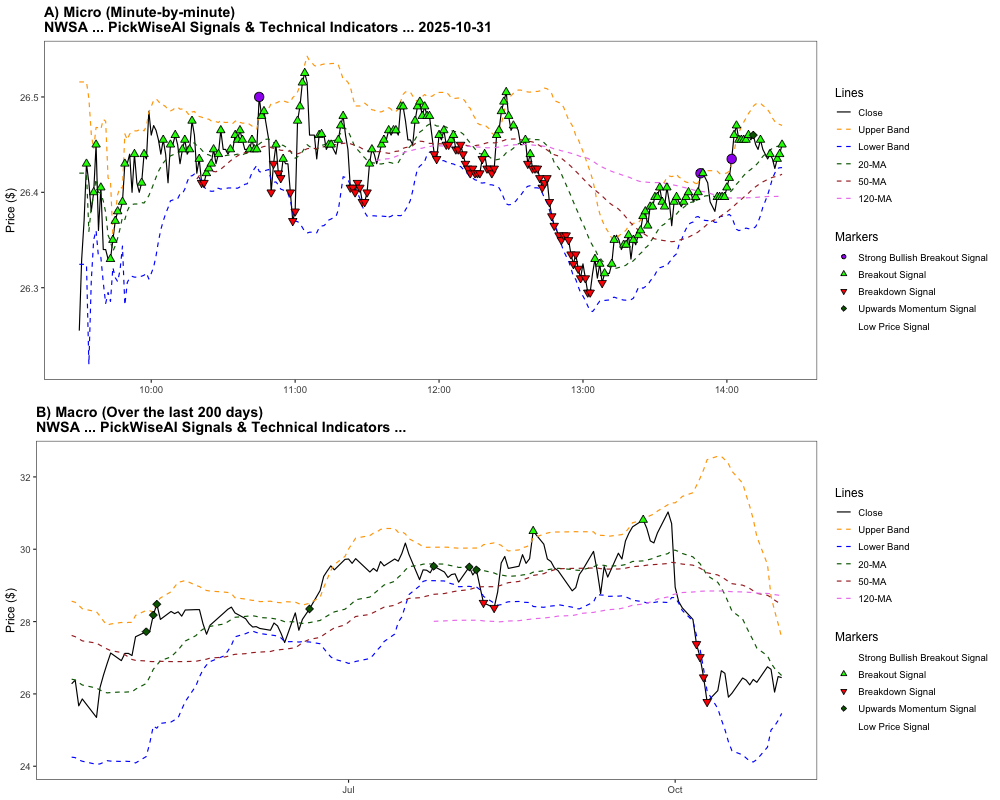 A) Micro (Minute-by-minute)
NWSA ... PickWiseAI Signals & Technical Indicators ... 2025-10-31
Price ($)
26.5
26.4
26.3
10:00
11:00
12:00
13:00
14:00
Lines
Close
Upper Band
Lower Band
20-MA
50-MA
120-MA
Markers
Strong Bullish Breakout Signal
Breakout Signal
Breakdown Signal
Upwards Momentum Signal
Low Price Signal
B) Macro (Over the last 200 days)
NWSA ... PickWiseAI Signals & Technical Indicators ...
Price ($)
32
30
28
26
24
Jul
Oct
Lines
Close
Upper Band
Lower Band
20-MA
50-MA
120-MA
Markers
Strong Bullish Breakout Signal
Breakout Signal
Breakdown Signal
Upwards Momentum Signal
Low Price Signal